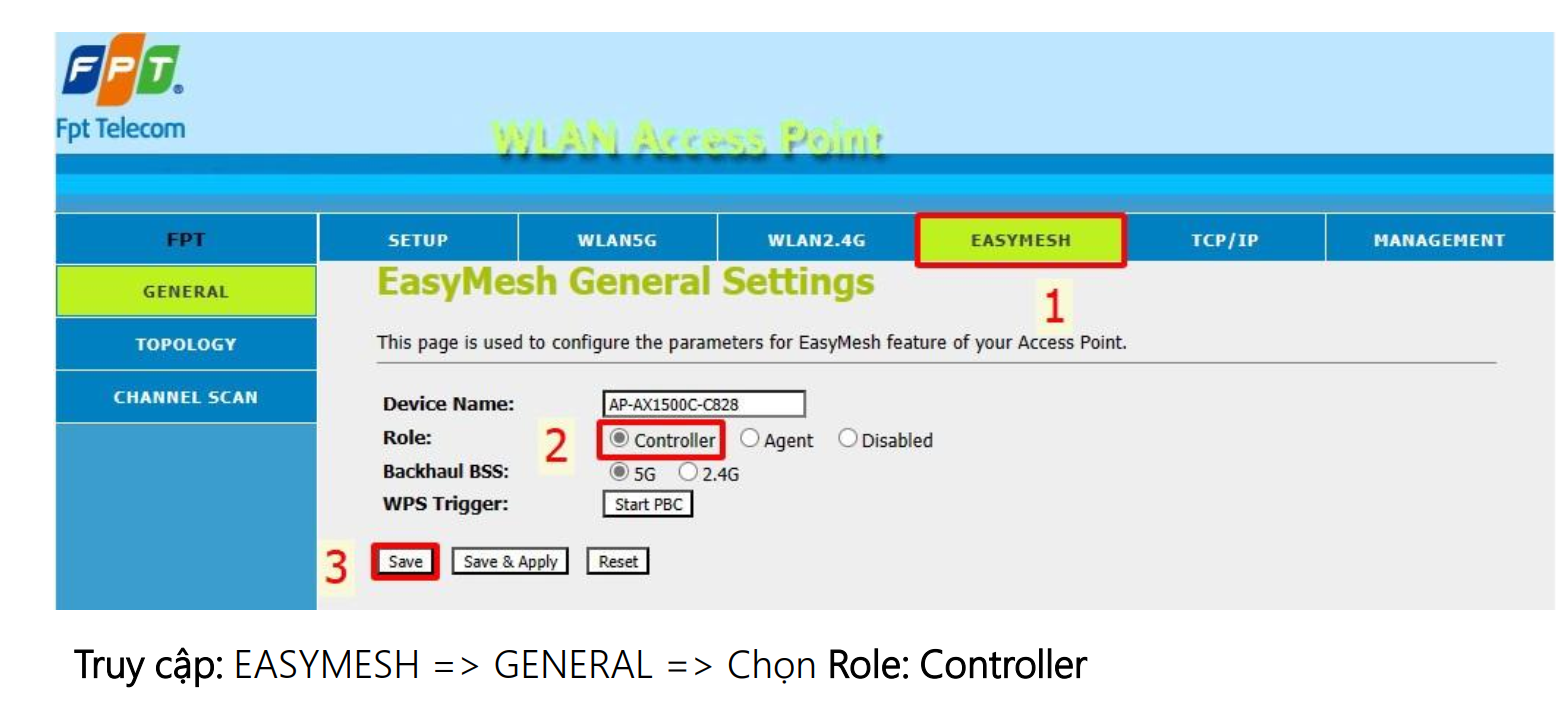 FPT
Fpt Telecom
WLAN Access Point
FPT
SETUP
WLAN5G
WLAN2.4G
EASYMESH
TCP/IP
MANAGEMENT
GENERAL
TOPOLOGY
CHANNEL SCAN
EasyMesh General Settings
1
This page is used to configure the parameters for EasyMesh feature of your Access Point.
Device Name: AP-AX1500C-C828
Role: 2 Controller Agent Disabled
Backhaul BSS: 5G 2.4G
WPS Trigger: Start PBC
3 Save Save & Apply Reset
Truy cập: EASYMESH => GENERAL => Chọn Role: Controller